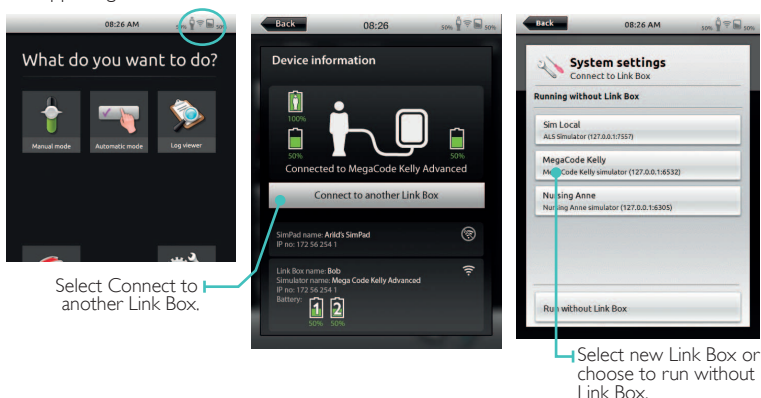 08:26 AM
50%
50%
What do you want to do?
Manual mode
Automatic mode
Log viewer
Select Connect to
another Link Box.
Back
08:26
50%
50%
Device information
100%
50%
50%
Connected to MegaCode Kelly Advanced
Connect to another Link Box
SimPad name: Arild's SimPad
IP no: 172 56 254 1
Link Box name: Bob
Simulator name: Mega Code Kelly Advanced
IP no: 172 56 254 1
Battery:
1 2
50% 50%
Back
08:26 AM
50%
50%
System settings
Connect to Link Box
Running without Link Box
Sim Local
ALS Simulator (127.0.0.1:7557)
MegaCode Kelly
MegaCode Kelly simulator (127.0.0.1:6532)
Nursing Anne
Nursing Anne simulator (127.0.0.1:6305)
Run without Link Box
Select new Link Box or
choose to run without
Link Box.